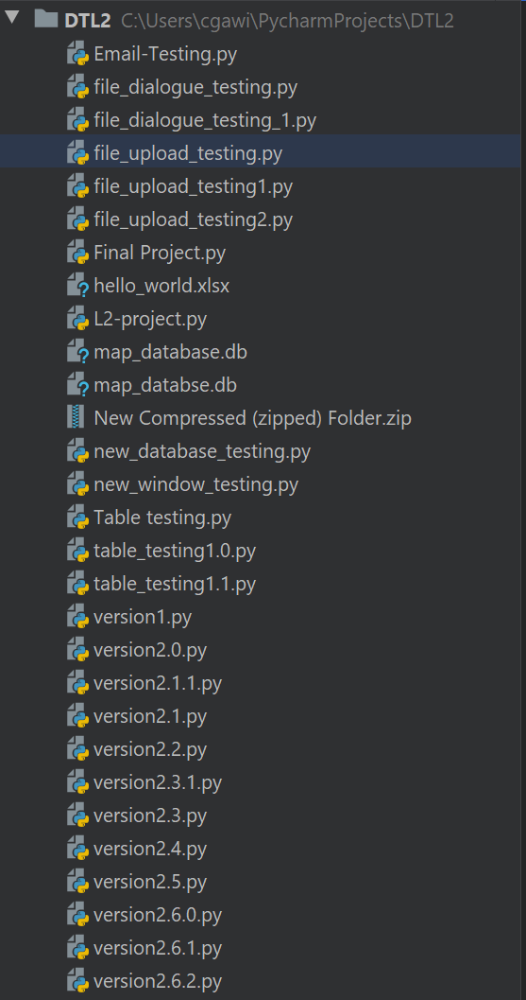 DTL2 C:\Users\cgawi\PycharmProjects\DTL2
Email-Testing.py
file_dialogue_testing.py
file_dialogue_testing_1.py
file_upload_testing.py
file_upload_testing1.py
file_upload_testing2.py
Final Project.py
hello_world.xlsx
L2-project.py
map_database.db
map_databse.db
New Compressed (zipped) Folder.zip
new_database_testing.py
new_window_testing.py
Table testing.py
table_testing1.0.py
table_testing1.1.py
version1.py
version2.0.py
version2.1.1.py
version2.1.py
version2.2.py
version2.3.1.py
version2.3.py
version2.4.py
version2.5.py
version2.6.0.py
version2.6.1.py
version2.6.2.py